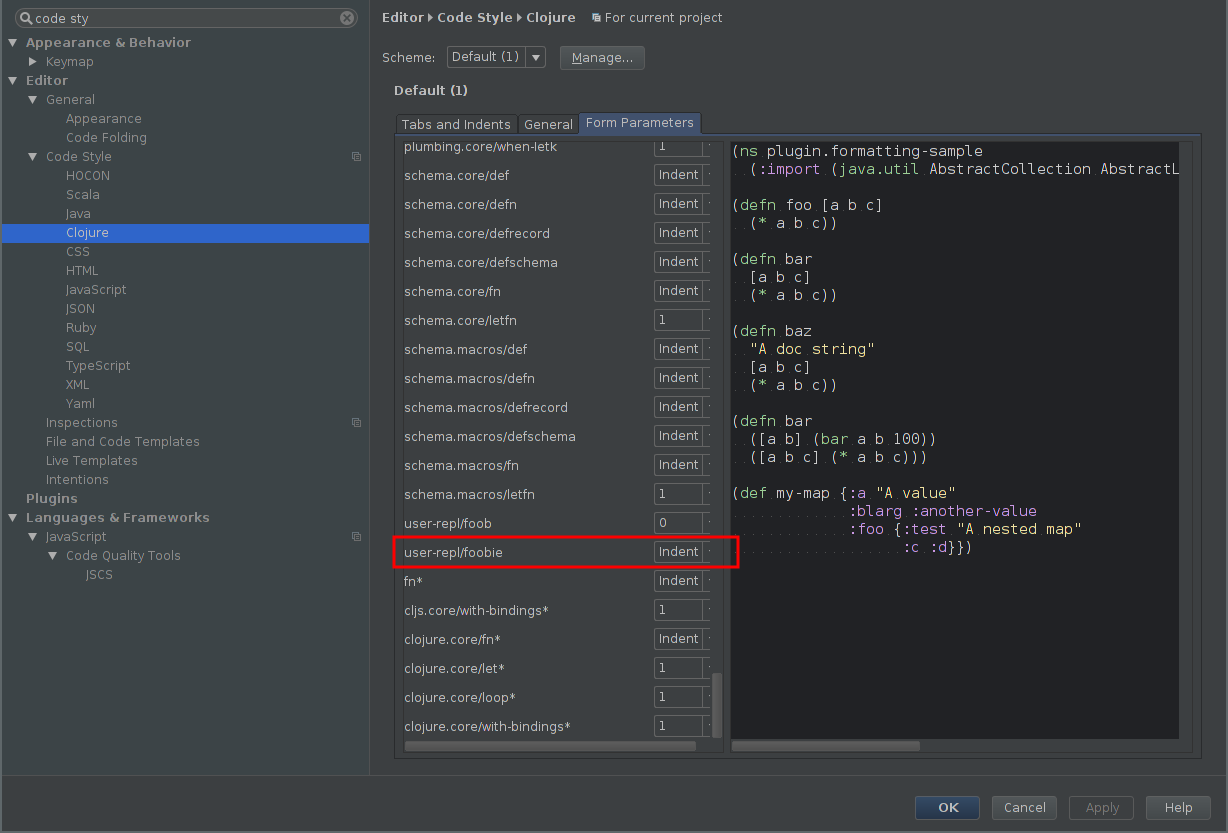 code sty
Appearance & Behavior
Keymap
Editor
General
Appearance
Code Folding
Code Style
HOCON
Scala
Java
Clojure
CSS
HTML
JavaScript
JSON
Ruby
SQL
TypeScript
XML
Yaml
Inspections
File and Code Templates
Live Templates
Intentions
Plugins
Languages & Frameworks
JavaScript
Code Quality Tools
JSCS
Editor Code Style Clojure For current project
Scheme: Default (1) Manage...
Default (1)
Tabs and Indents General Form Parameters
plumbing.core/when-letk 1
schema.core/def Indent
schema.core/defn Indent
schema.core/defrecord Indent
schema.core/defschema Indent
schema.core/fn Indent
schema.core/letfn 1
schema.macros/def Indent
schema.macros/defn Indent
schema.macros/defrecord Indent
schema.macros/defschema Indent
schema.macros/fn Indent
schema.macros/letfn 1
user-repl/foob 0
user-repl/foobie Indent
fn* Indent
cljs.core/with-bindings* 1
clojure.core/fn* Indent
clojure.core/let* 1
clojure.core/loop* 1
clojure.core/with-bindings* 1
(ns plugin.formatting-sample
(:import (java.util AbstractCollection AbstractL
(defn foo [a b c]
(* a b c))
(defn bar
[a b c]
(* a b c))
(defn baz
"A doc string"
[a b c]
(* a b c))
(defn bar
([a b] (bar a b 100))
([a b c] (* a b c)))
(def my-map {:a "A value"
:blarg :another-value
:foo {:test "A nested map"
:c :d}})
OK Cancel Apply Help